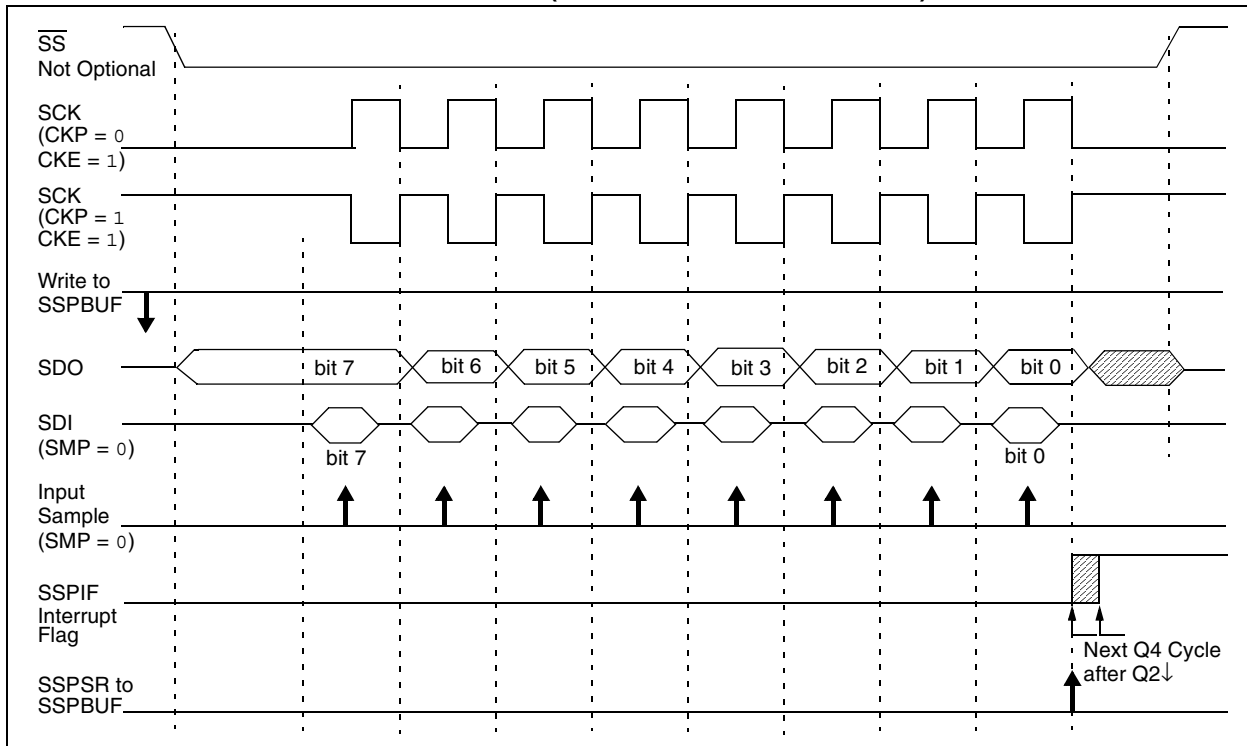 SS
Not Optional
SCK
(CKP = 0
CKE = 1)
SCK
(CKP = 1
CKE = 1)
Write to
SSPBUF
SDO
bit 7 bit 6 bit 5 bit 4 bit 3 bit 2 bit 1 bit 0
SDI
(SMP = 0)
bit 7 bit 0
Input
Sample
(SMP = 0)
SSPIF
Interrupt
Flag
Next Q4 Cycle
after Q2↓
SSPSR to
SSPBUF